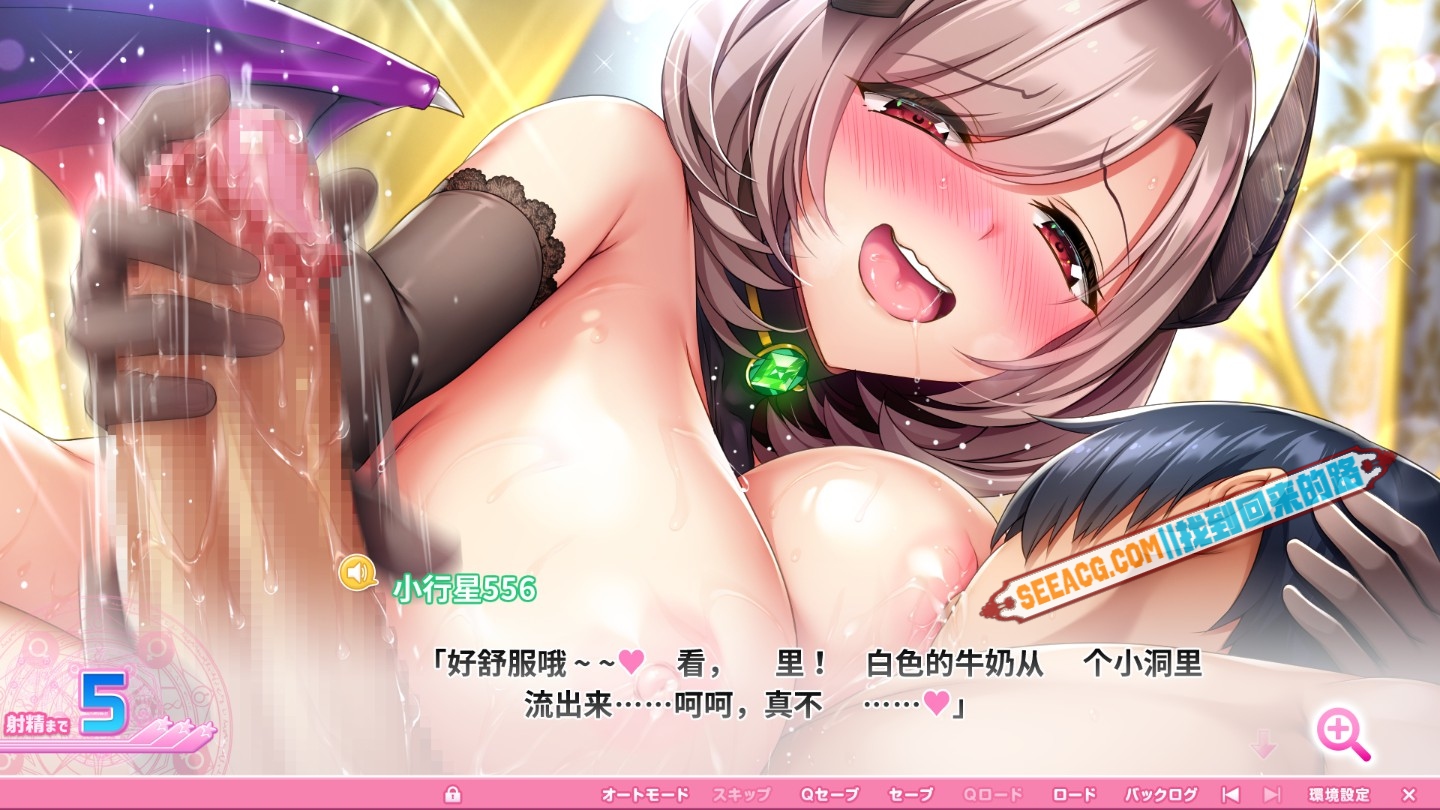 SEEACG.COM||找到回来的路
小行星556
「好舒服哦~~♥ 看， 里！ 白色的牛奶从 个小洞里
流出来……呵呵，真不 ……♥」
射精まで 5
オートモード スキップ Qセーブ セーブ Qロード ロード バックログ 環境設定 ×